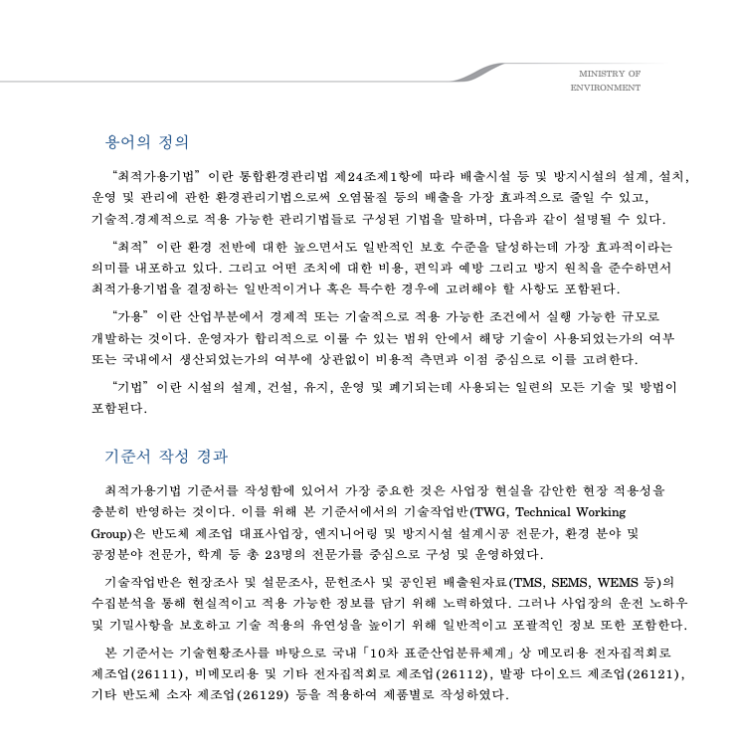 MINISTRY OF
ENVIRONMENT
용어의 정의
“최적가용기법” 이란 통합환경관리법 제24조제1항에 따라 배출시설 등 및 방지시설의 설계, 설치,
운영 및 관리에 관한 환경관리기법으로써 오염물질 등의 배출을 가장 효과적으로 줄일 수 있고,
기술적.경제적으로 적용 가능한 관리기법들로 구성된 기법을 말하며, 다음과 같이 설명될 수 있다.
“최적” 이란 환경 전반에 대한 높으면서도 일반적인 보호 수준을 달성하는데 가장 효과적이라는
의미를 내포하고 있다. 그리고 어떤 조치에 대한 비용, 편익과 예방 그리고 방지 원칙을 준수하면서
최적가용기법을 결정하는 일반적이거나 혹은 특수한 경우에 고려해야 할 사항도 포함된다.
“가용” 이란 산업부분에서 경제적 또는 기술적으로 적용 가능한 조건에서 실행 가능한 규모로
개발하는 것이다. 운영자가 합리적으로 이룰 수 있는 범위 안에서 해당 기술이 사용되었는가의 여부
또는 국내에서 생산되었는가의 여부에 상관없이 비용적 측면과 이점 중심으로 이를 고려한다.
“기법” 이란 시설의 설계, 건설, 유지, 운영 및 폐기되는데 사용되는 일련의 모든 기술 및 방법이
포함된다.
기준서 작성 경과
최적가용기법 기준서를 작성함에 있어서 가장 중요한 것은 사업장 현실을 감안한 현장 적용성을
충분히 반영하는 것이다. 이를 위해 본 기준서에서의 기술작업반(TWG, Technical Working
Group)은 반도체 제조업 대표사업장, 엔지니어링 및 방지시설 설계시공 전문가, 환경 분야 및
공정분야 전문가, 학계 등 총 23명의 전문가를 중심으로 구성 및 운영하였다.
기술작업반은 현장조사 및 설문조사, 문헌조사 및 공인된 배출원자료(TMS, SEMS, WEMS 등)의
수집분석을 통해 현실적이고 적용 가능한 정보를 담기 위해 노력하였다. 그러나 사업장의 운전 노하우
및 기밀사항을 보호하고 기술 적용의 유연성을 높이기 위해 일반적이고 포괄적인 정보 또한 포함한다.
본 기준서는 기술현황조사를 바탕으로 국내 「10차 표준산업분류체계」 상 메모리용 전자집적회로
제조업(26111), 비메모리용 및 기타 전자집적회로 제조업(26112), 발광 다이오드 제조업(26121),
기타 반도체 소자 제조업(26129) 등을 적용하여 제품별로 작성하였다.